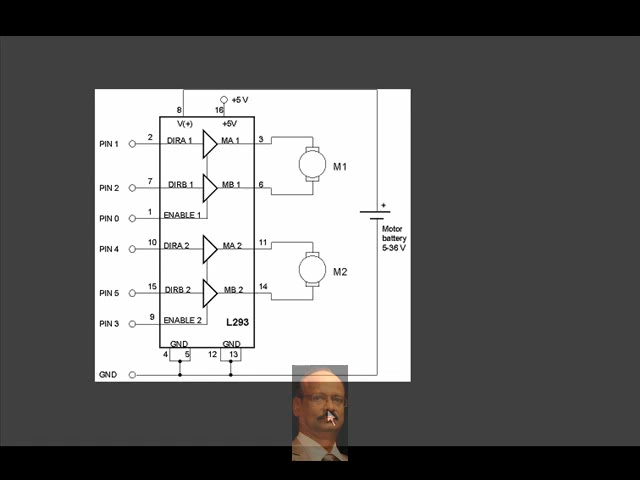 +5 V
8 16
V(+) +5V
PIN 1 2 DIRA 1 MA 1 3
M1
PIN 2 7 DIRB 1 MB 1 6
PIN 0 1 ENABLE 1
+
Motor
battery
5-36 V
PIN 4 10 DIRA 2 MA 2 11
M2
PIN 5 15 DIRB 2 MB 2 14
PIN 3 9 ENABLE 2 L293
GND GND
4 5 12 13
GND